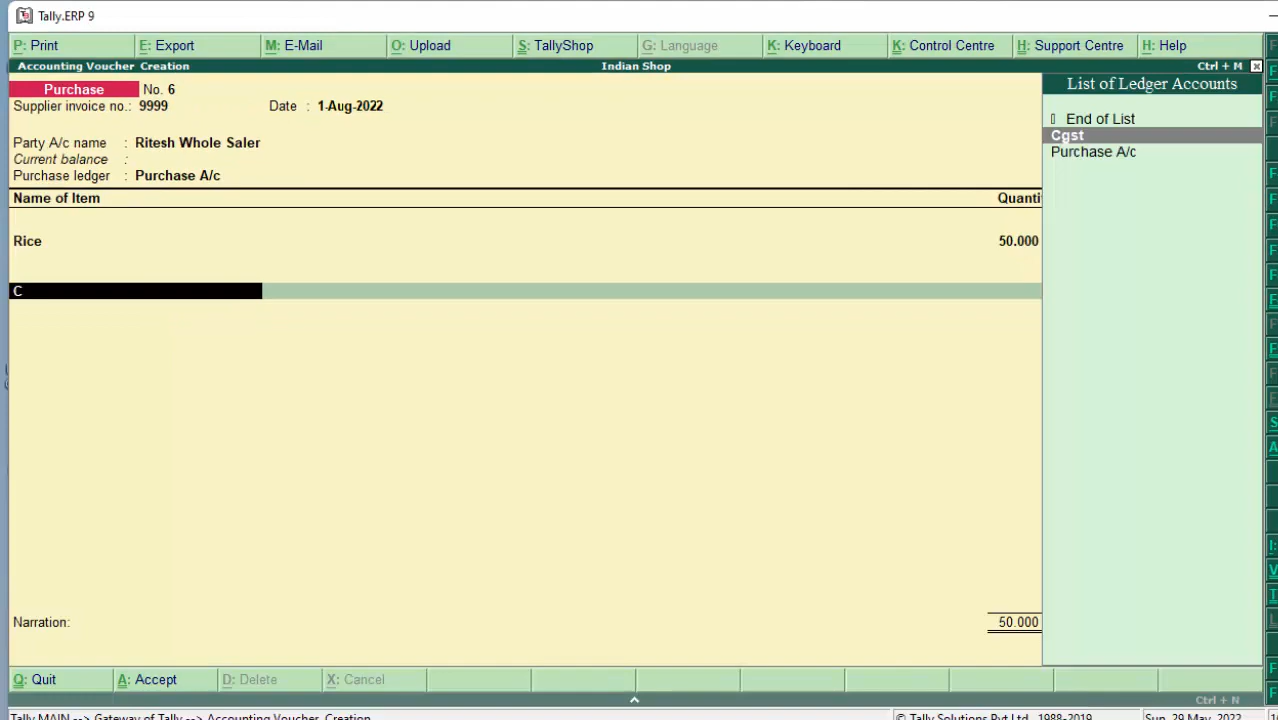 Tally.ERP 9
P: Print E: Export M: E-Mail O: Upload S: TallyShop G: Language K: Keyboard K: Control Centre H: Support Centre H: Help
Accounting Voucher Creation Indian Shop Ctrl + M
Purchase No. 6
List of Ledger Accounts
Supplier invoice no.: 9999 Date : 1-Aug-2022
End of List
Cgst
Purchase A/c
Party A/c name : Ritesh Whole Saler
Current balance :
Purchase ledger : Purchase A/c
Name of Item Quanti
Rice 50.000
C
Narration: 50.000
Q: Quit A: Accept D: Delete X: Cancel
Ctrl + N
Tally MAIN --> Gateway of Tally --> Accounting Voucher Creation © Tally Solutions Pvt Ltd., 1988-2019 Sun, 29 May, 2022